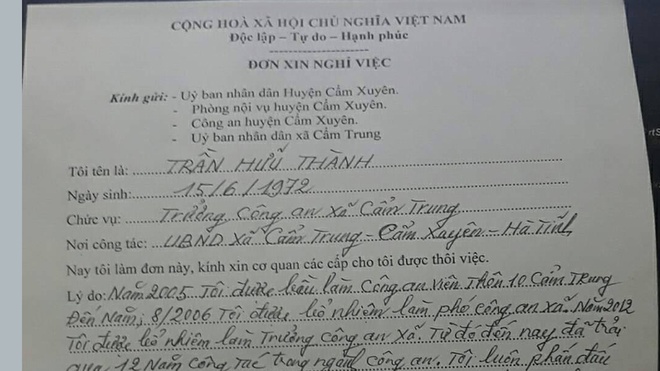 CỘNG HOÀ XÃ HỘI CHỦ NGHĨA VIỆT NAM
Độc lập – Tự do – Hạnh phúc
ĐƠN XIN NGHỈ VIỆC
Kính gửi: - Uỷ ban nhân dân Huyện Cẩm Xuyên.
- Phòng nội vụ huyện Cẩm Xuyên.
- Công an huyện Cẩm Xuyên.
- Uỷ ban nhân dân xã Cẩm Trung
Tôi tên là: TRẦN HỮU THÀNH
Ngày sinh: 15/6/1972
Chức vụ: Trưởng Công an Xã Cẩm Trung
Nơi công tác: UBND Xã Cẩm Trung - Cẩm Xuyên - Hà Tĩnh
Nay tôi làm đơn này, kính xin cơ quan các cấp cho tôi được thôi việc.
Lý do: Năm 2005 Tôi được bầu làm Công an Viên Thôn 10 Cẩm Trung
Đến Năm, 8/2006 Tôi được bổ nhiệm làm phó công an xã. Năm 2012
Tôi được bổ nhiệm làm Trưởng Công an Xã. Từ đó đến nay đã trải
qua 12 Năm công tác trong ngành công an. Tôi luôn phấn đấu